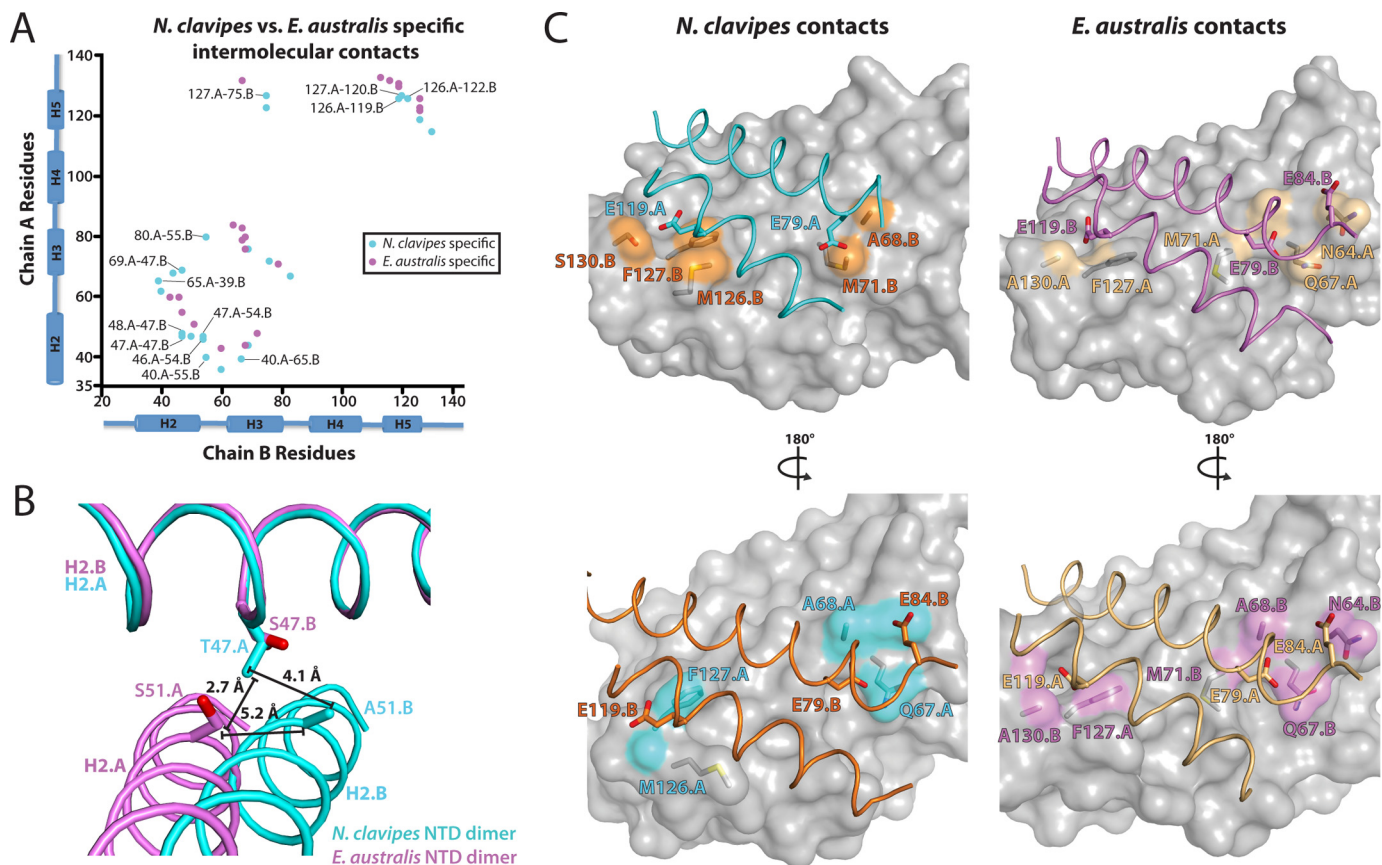 A
N. clavipes vs. E. australis specific
intermolecular contacts
Chain A Residues
H5
H4
H3
H2
140
120
100
80
60
40
35
127.A-75.B
127.A-120.B
126.A-122.B
126.A-119.B
80.A-55.B
69.A-47.B
65.A-39.B
48.A-47.B
47.A-54.B
47.A-47.B
46.A-54.B
40.A-55.B
40.A-65.B
N. clavipes specific
E. australis specific
20 40 60 80 100 120 140
H2 H3 H4 H5
Chain B Residues
B
H2.B
H2.A
S47.B
T47.A
S51.A
2.7 Å
4.1 Å
5.2 Å
A51.B
H2.A
H2.B
N. clavipes NTD dimer
E. australis NTD dimer
C
N. clavipes contacts
E119.A
E79.A
A68.B
S130.B
F127.B
M71.B
M126.B
180°
E84.B
A68.A
F127.A
E79.B
Q67.A
E119.B
M126.A
E. australis contacts
E84.B
E119.B
M71.A
N64.A
E79.B
A130.A
F127.A
Q67.A
180°
A68.B
N64.B
E84.A
M71.B
E119.A
E79.A
Q67.B
A130.B
F127.A